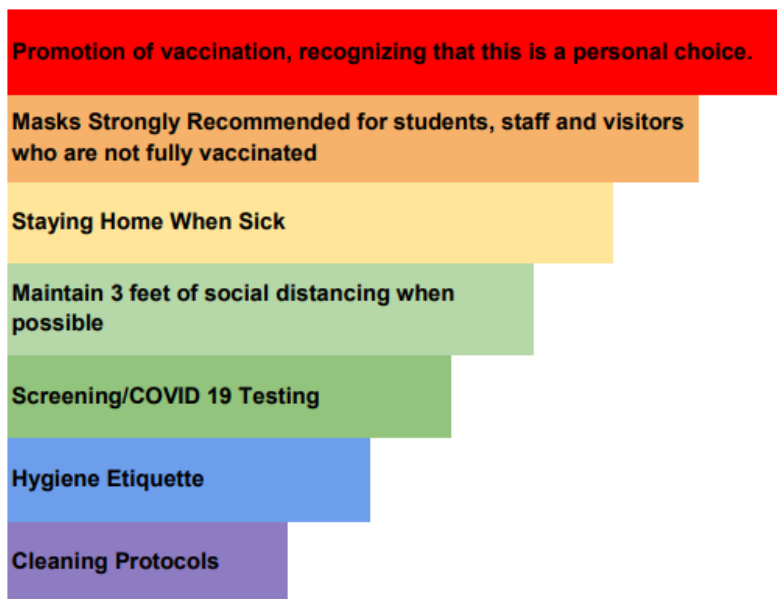 Promotion of vaccination, recognizing that this is a personal choice.
Masks Strongly Recommended for students, staff and visitors
who are not fully vaccinated
Staying Home When Sick
Maintain 3 feet of social distancing when
possible
Screening/COVID 19 Testing
Hygiene Etiquette
Cleaning Protocols